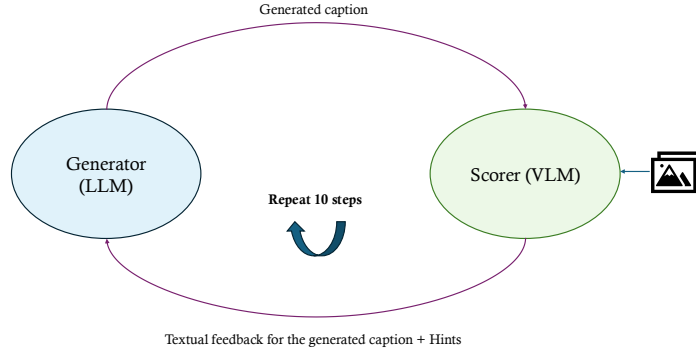 Generated caption
Generator
(LLM)
Scorer (VLM)
Repeat 10 steps
Textual feedback for the generated caption + Hints